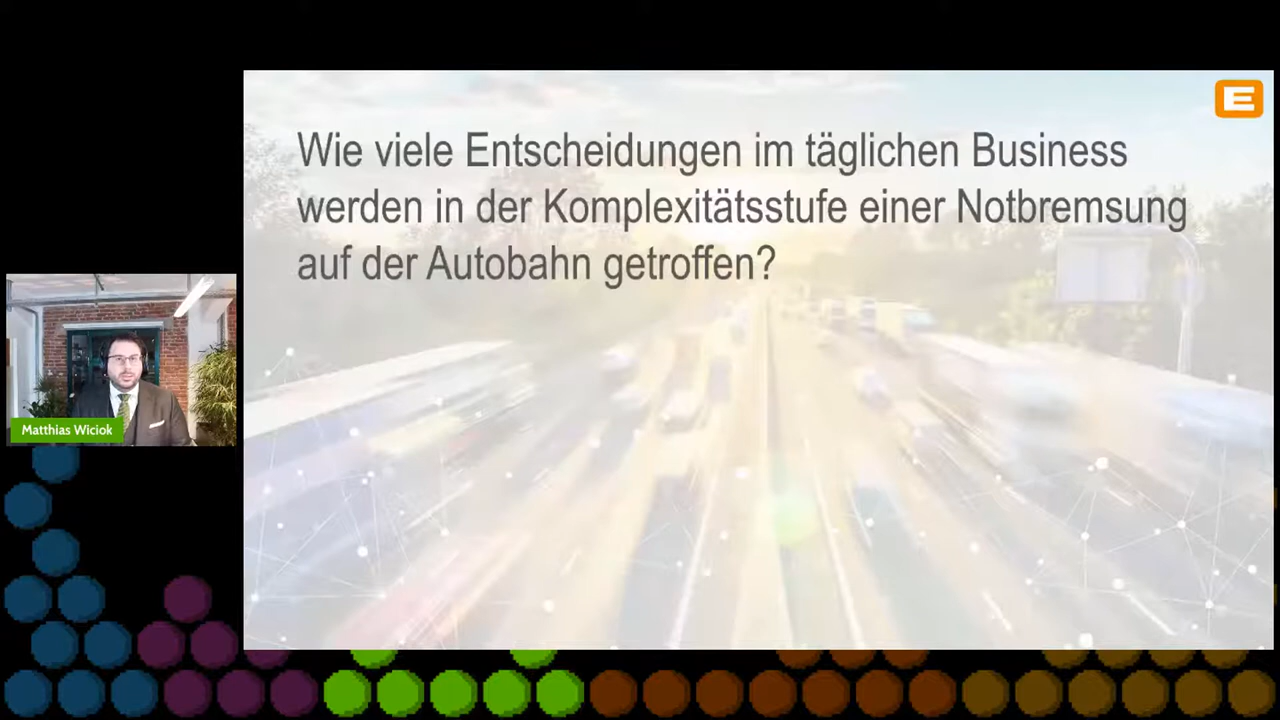 Wie viele Entscheidungen im täglichen Business
werden in der Komplexitätsstufe einer Notbremsung
auf der Autobahn getroffen?
E
Matthias Wiciok